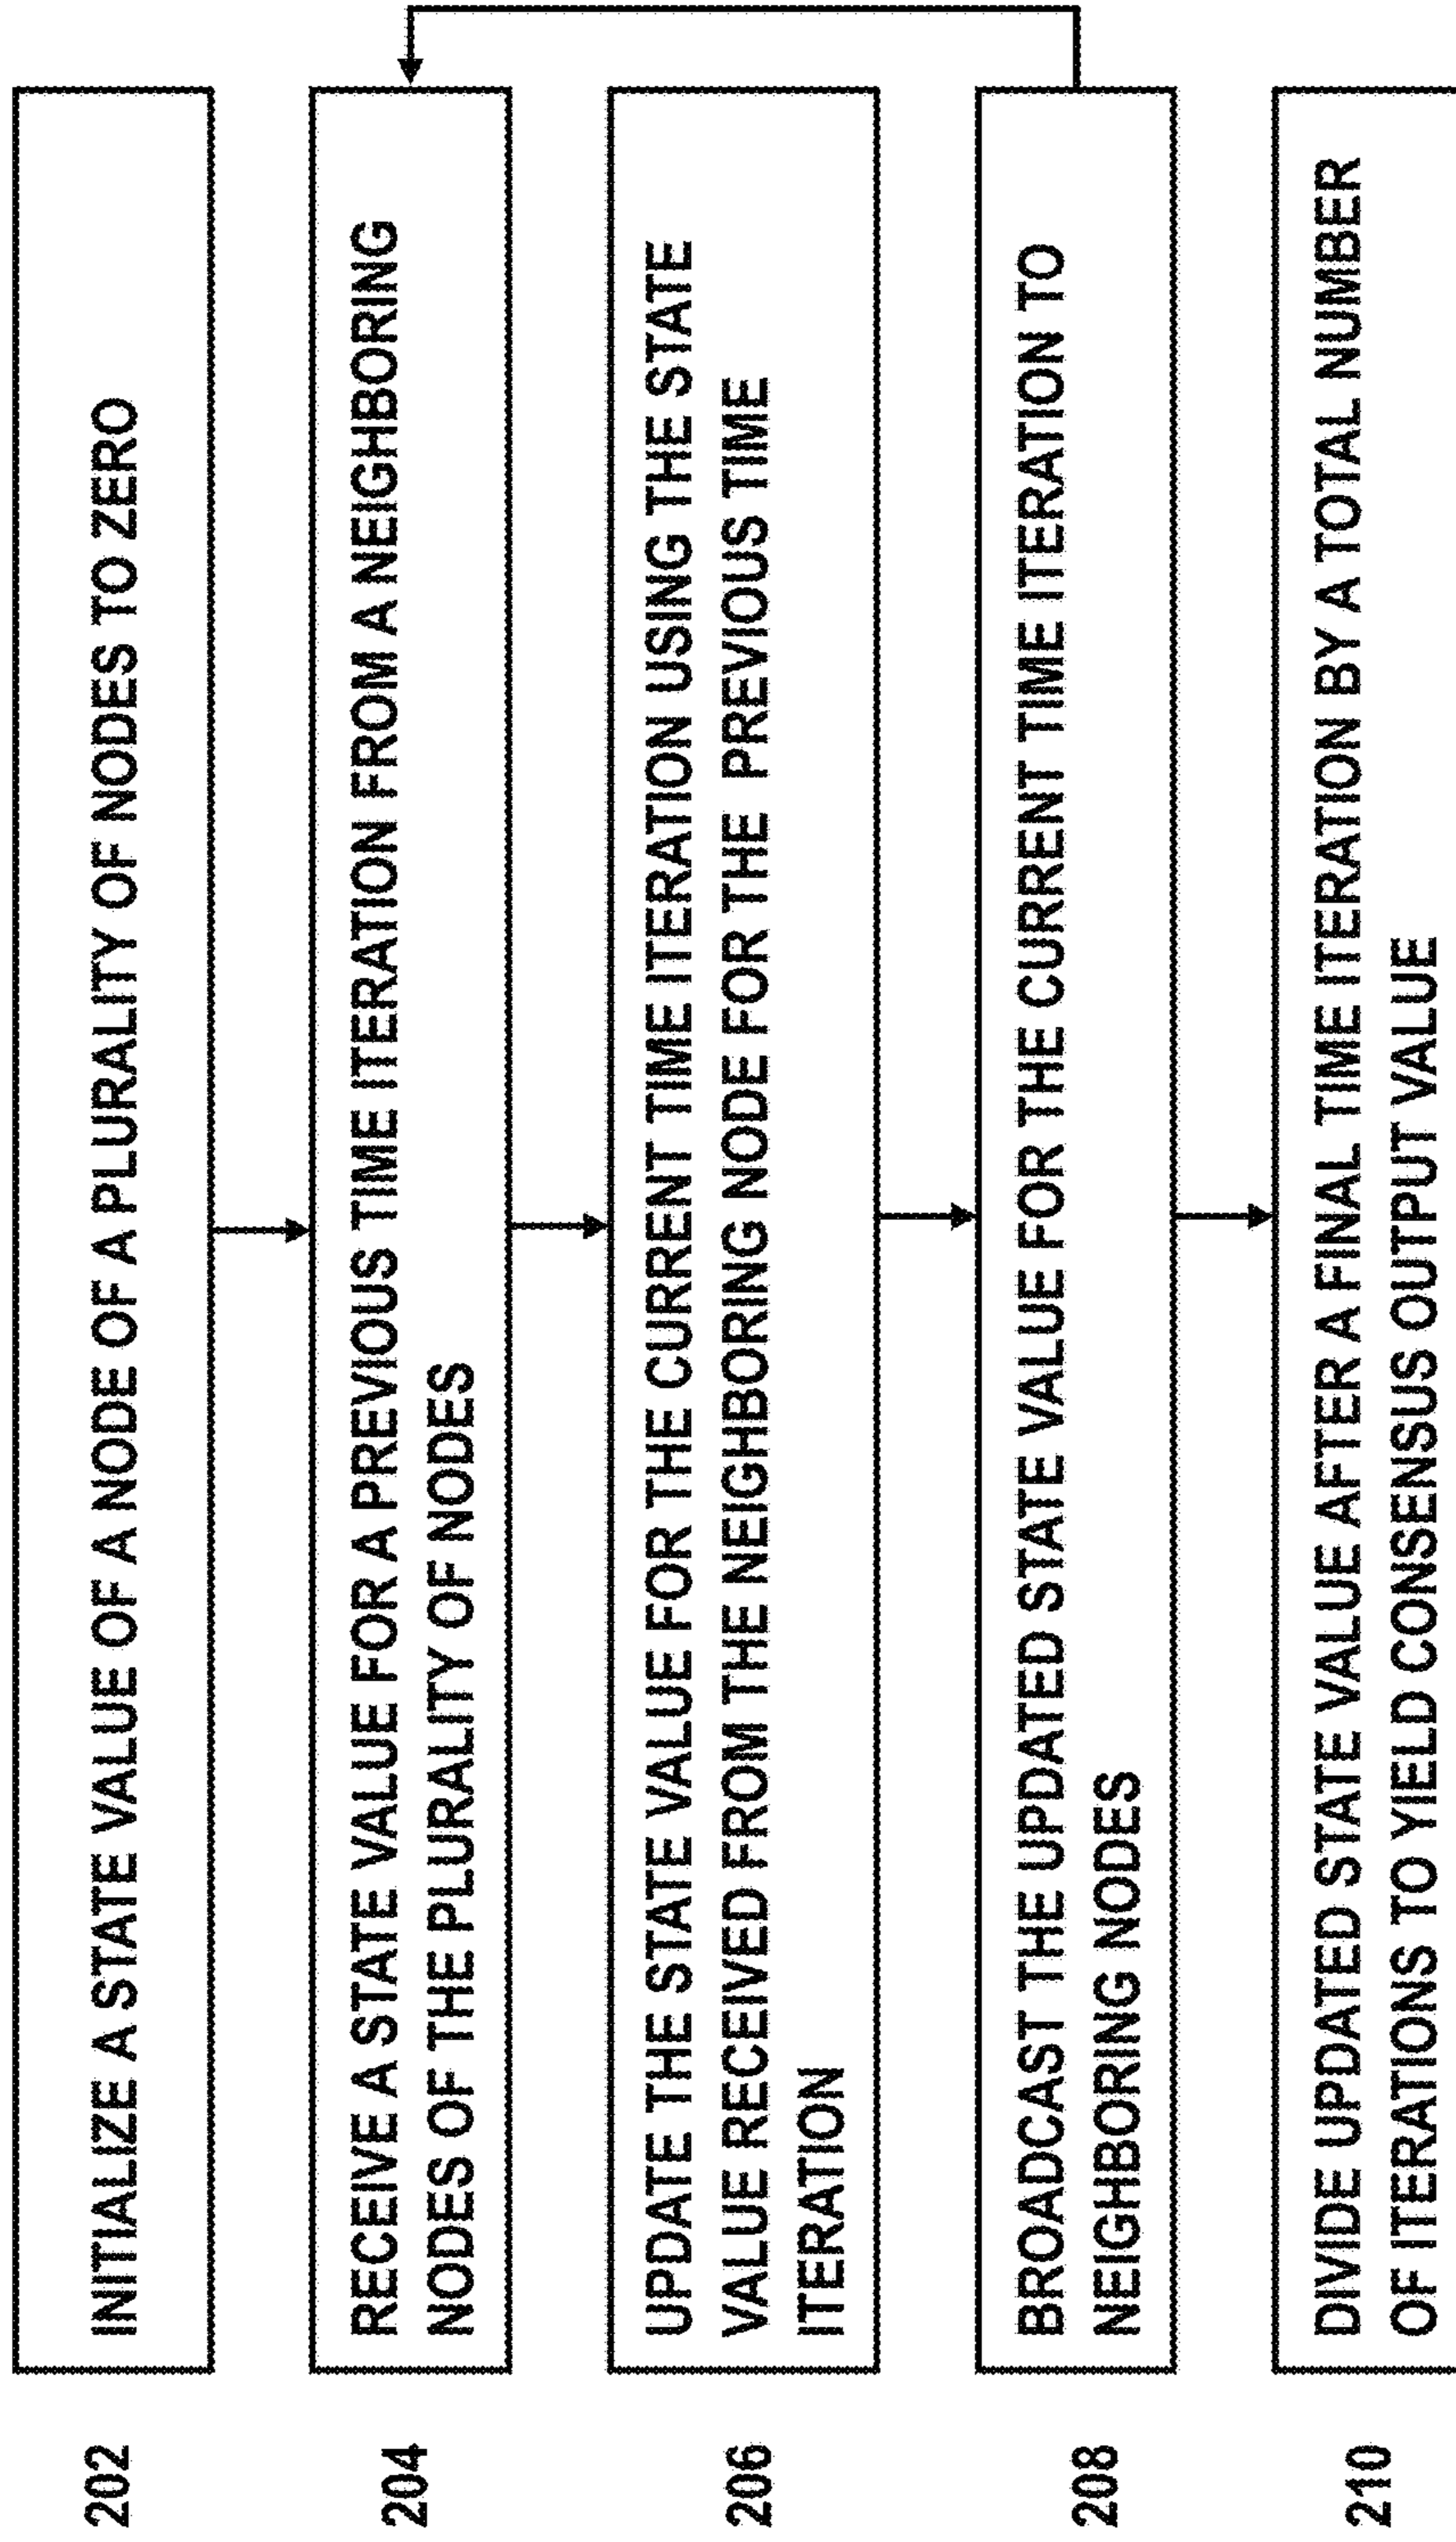 202
INITIALIZE A STATE VALUE OF A NODE OF A PLURALITY OF NODES TO ZERO
204
RECEIVE A STATE VALUE FOR A PREVIOUS TIME ITERATION FROM A NEIGHBORING
NODES OF THE PLURALITY OF NODES
206
UPDATE THE STATE VALUE FOR THE CURRENT TIME ITERATION USING THE STATE
VALUE RECEIVED FROM THE NEIGHBORING NODE FOR THE PREVIOUS TIME
ITERATION
208
BROADCAST THE UPDATED STATE VALUE FOR THE CURRENT TIME ITERATION TO
NEIGHBORING NODES
210
DIVIDE UPDATED STATE VALUE AFTER A FINAL TIME ITERATION BY A TOTAL NUMBER
OF ITERATIONS TO YIELD CONSENSUS OUTPUT VALUE